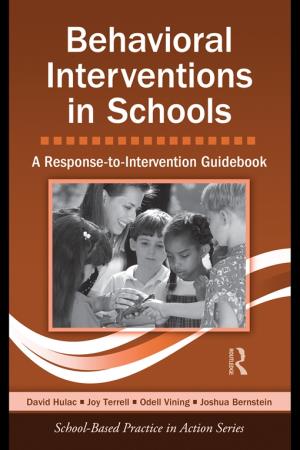 Behavioral
Interventions
in Schools
A Response-to-Intervention Guidebook
ROUTLEDGE
David Hulac ■ Joy Terrell ■ Odell Vining ■ Joshua Bernstein
School-Based Practice in Action Series